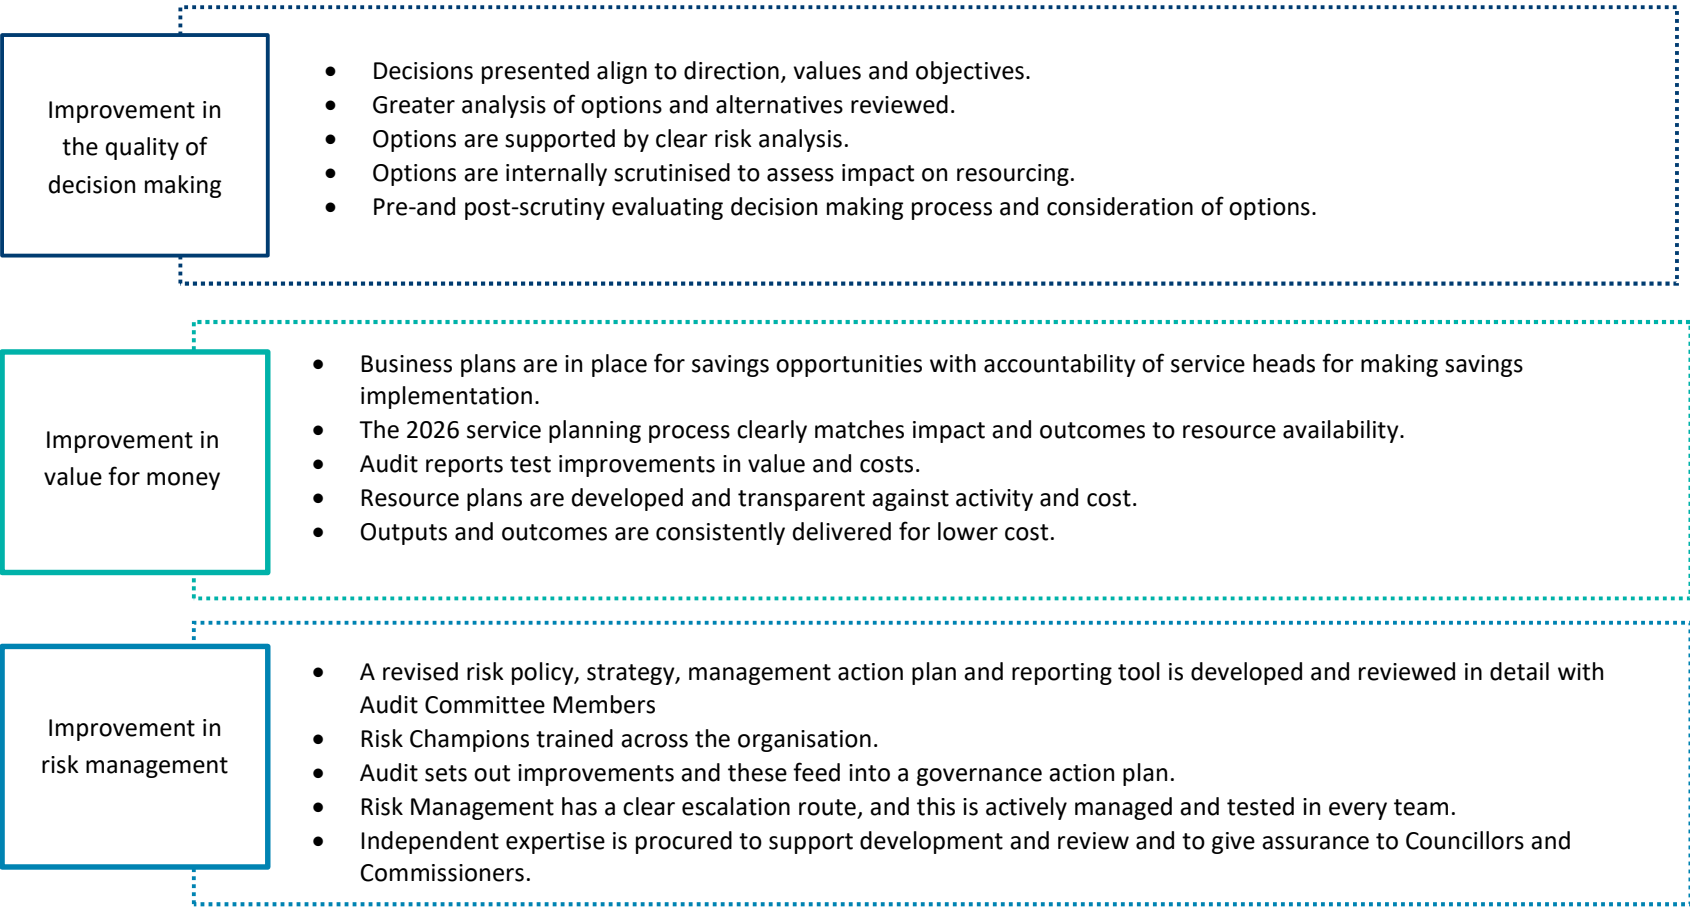 Improvement in
the quality of
decision making
• Decisions presented align to direction, values and objectives.
• Greater analysis of options and alternatives reviewed.
• Options are supported by clear risk analysis.
• Options are internally scrutinised to assess impact on resourcing.
• Pre-and post-scrutiny evaluating decision making process and consideration of options.
Improvement in
value for money
• Business plans are in place for savings opportunities with accountability of service heads for making savings
implementation.
• The 2026 service planning process clearly matches impact and outcomes to resource availability.
• Audit reports test improvements in value and costs.
• Resource plans are developed and transparent against activity and cost.
• Outputs and outcomes are consistently delivered for lower cost.
Improvement in
risk management
• A revised risk policy, strategy, management action plan and reporting tool is developed and reviewed in detail with
Audit Committee Members
• Risk Champions trained across the organisation.
• Audit sets out improvements and these feed into a governance action plan.
• Risk Management has a clear escalation route, and this is actively managed and tested in every team.
• Independent expertise is procured to support development and review and to give assurance to Councillors and
Commissioners.